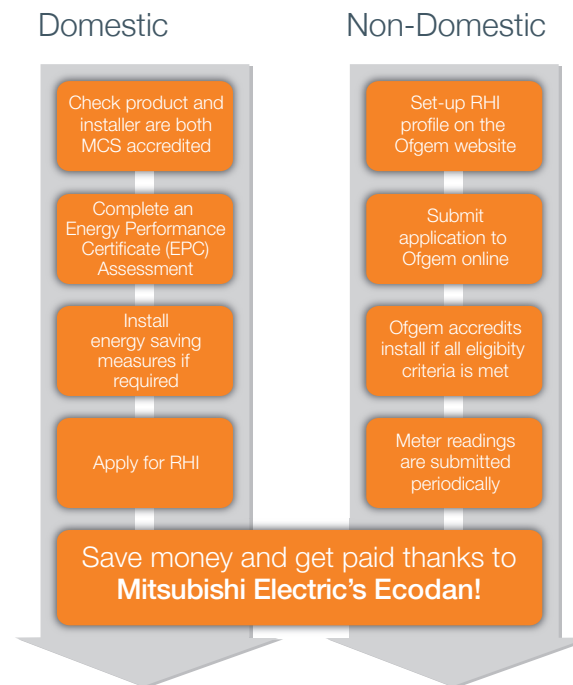 Domestic
Check product and
installer are both
MCS accredited
Complete an
Energy Performance
Certificate (EPC)
Assessment
Install
energy saving
measures if
required
Apply for RHI
Non-Domestic
Set-up RHI
profile on the
Ofgem website
Submit
application to
Ofgem online
Ofgem accredits
install if all eligibity
criteria is met
Meter readings
are submitted
periodically
Save money and get paid thanks to
Mitsubishi Electric's Ecodan!